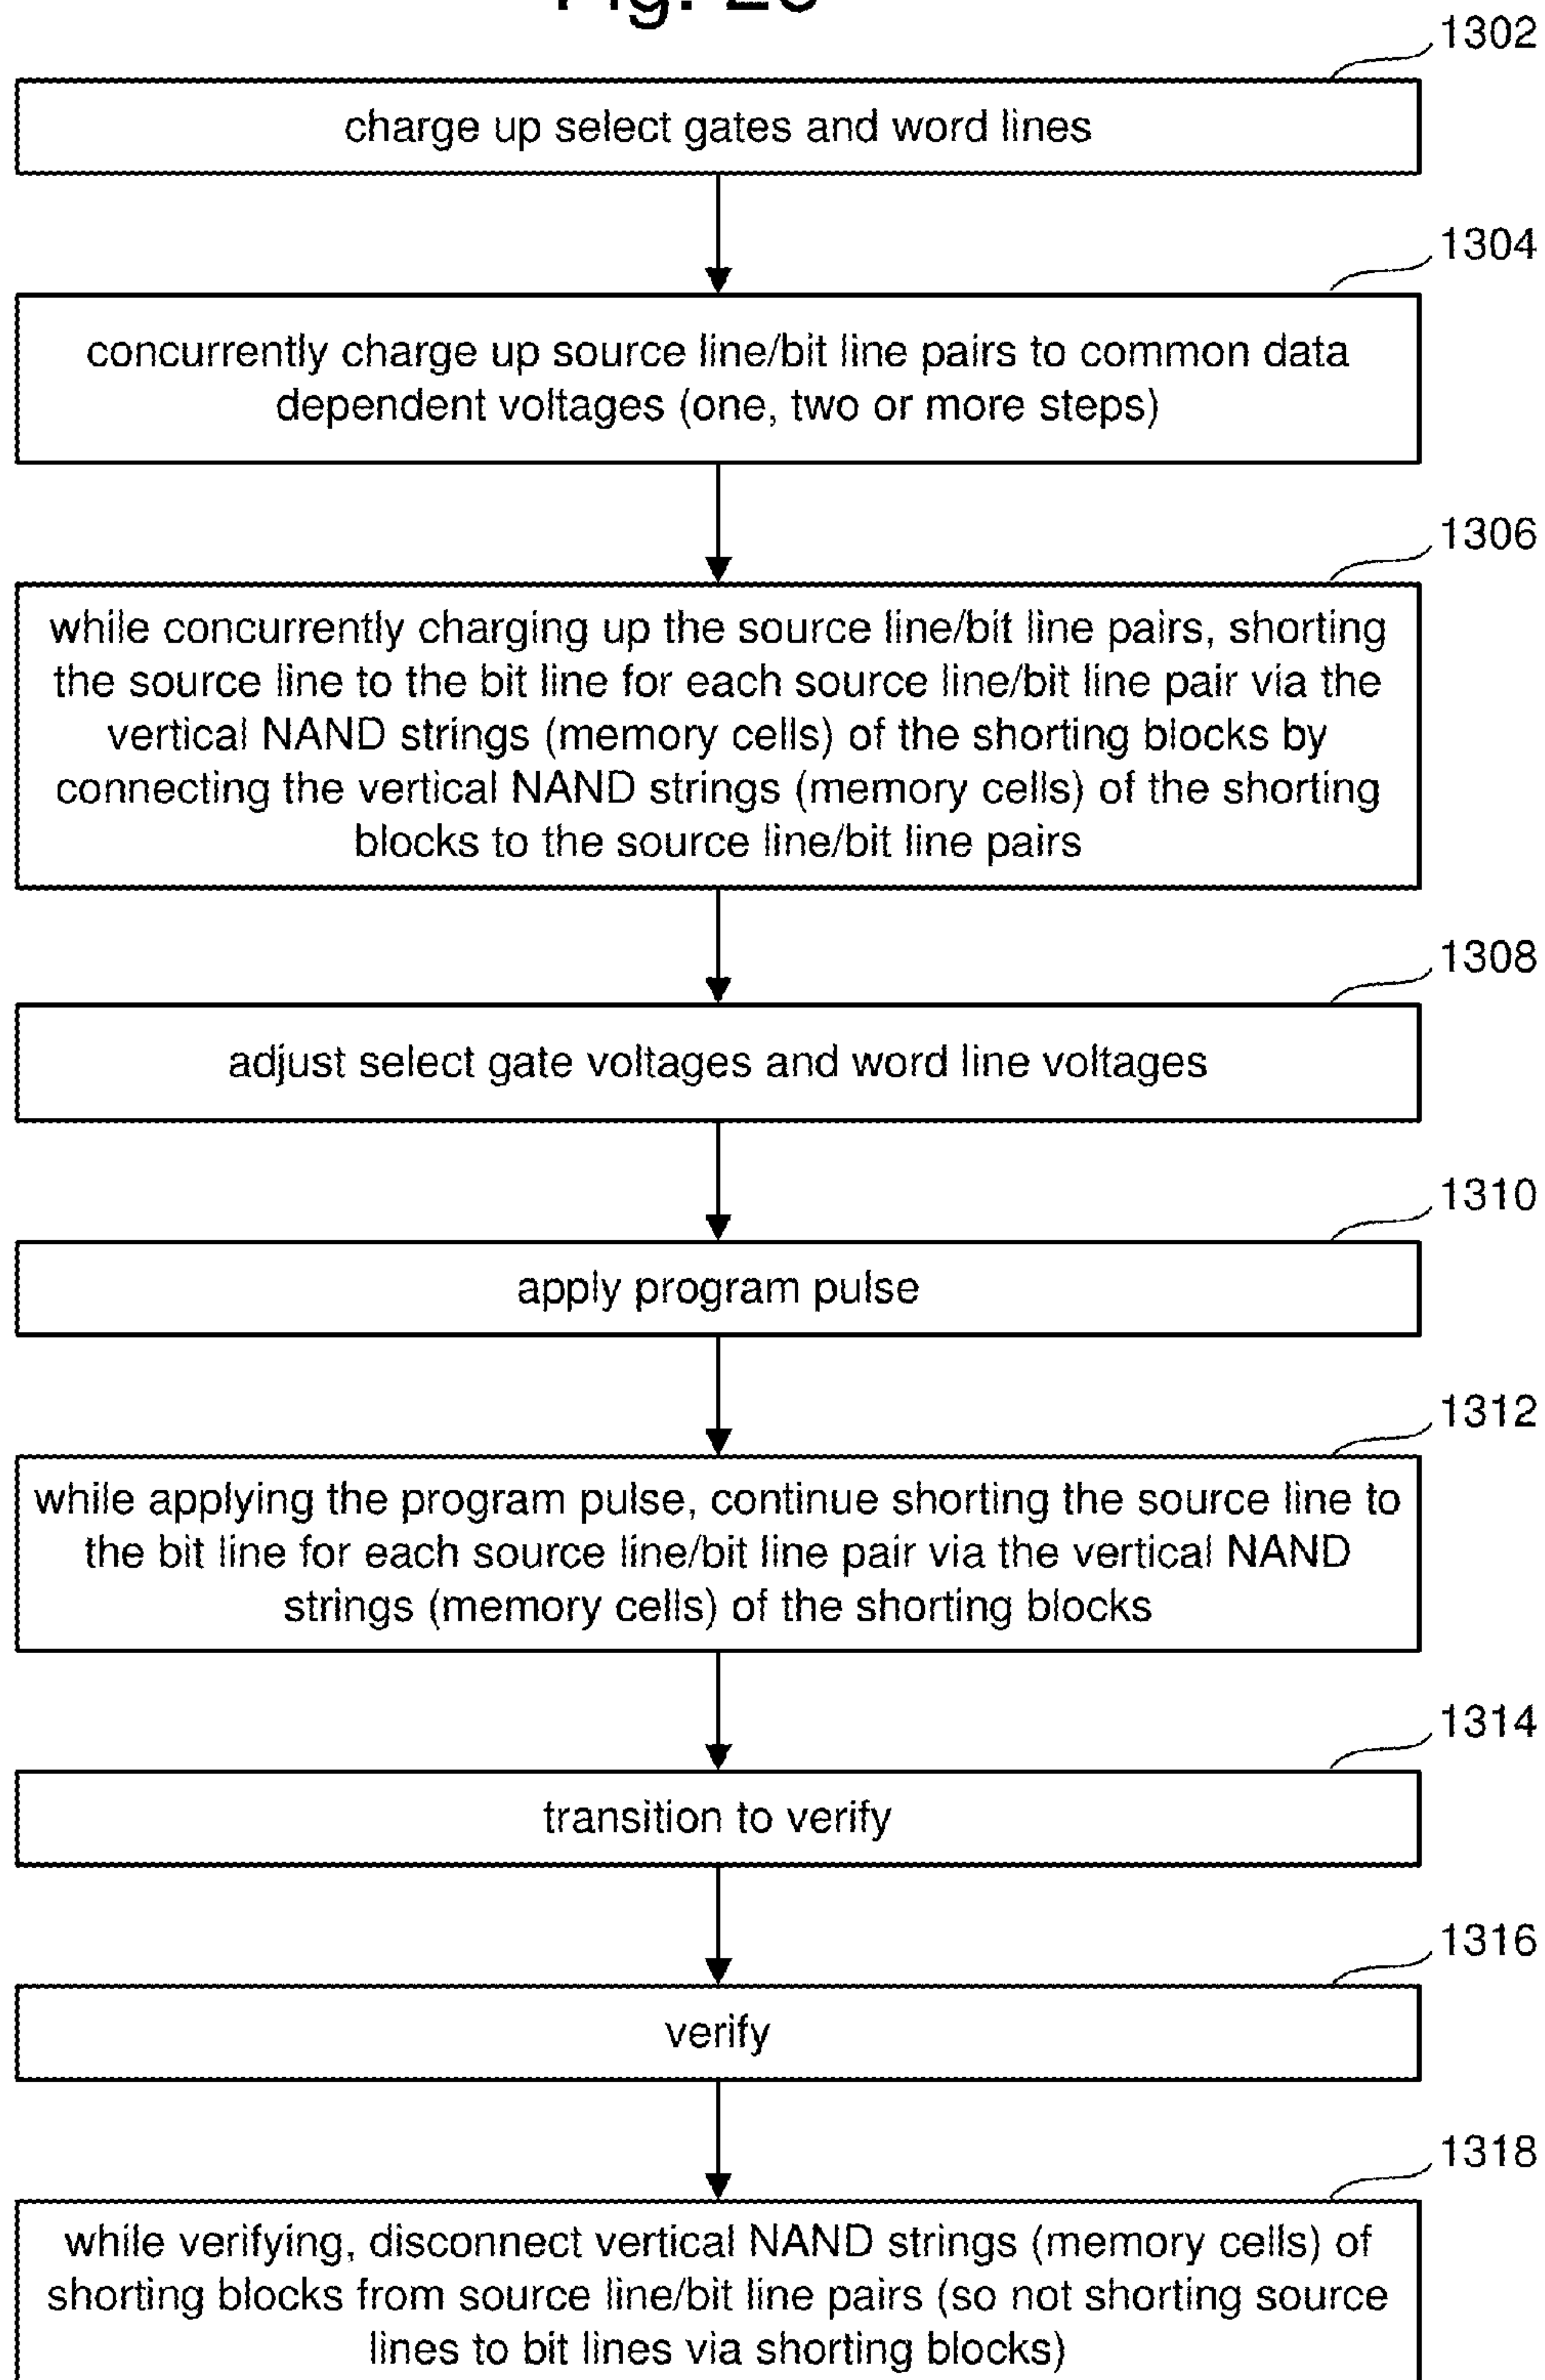 1302
charge up select gates and word lines
1304
concurrently charge up source line/bit line pairs to common data
dependent voltages (one, two or more steps)
1306
while concurrently charging up the source line/bit line pairs, shorting
the source line to the bit line for each source line/bit line pair via the
vertical NAND strings (memory cells) of the shorting blocks by
connecting the vertical NAND strings (memory cells) of the shorting
blocks to the source line/bit line pairs
1308
adjust select gate voltages and word line voltages
1310
apply program pulse
1312
while applying the program pulse, continue shorting the source line to
the bit line for each source line/bit line pair via the vertical NAND
strings (memory cells) of the shorting blocks
1314
transition to verify
1316
verify
1318
while verifying, disconnect vertical NAND strings (memory cells) of
shorting blocks from source line/bit line pairs (so not shorting source
lines to bit lines via shorting blocks)